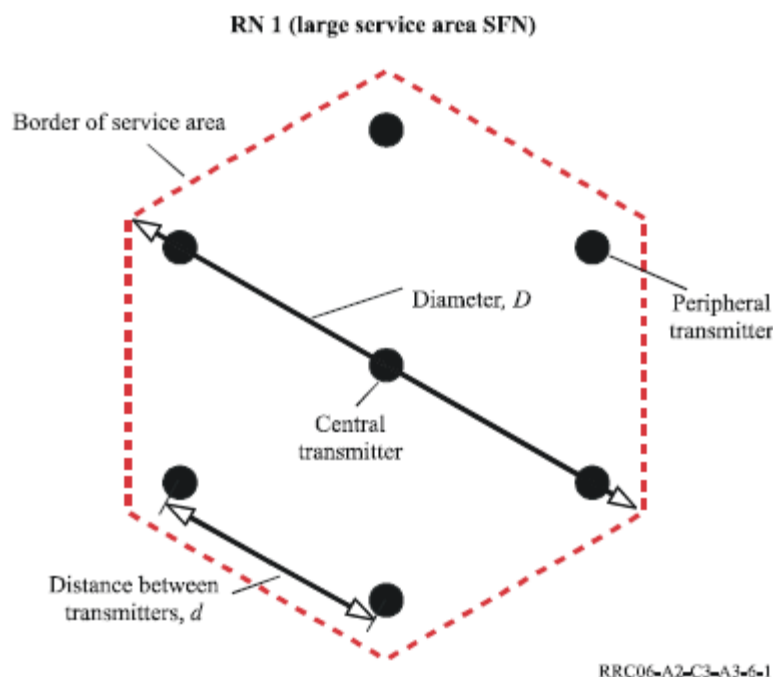 RN 1 (large service area SFN)
Border of service area
Diameter, D
Peripheral
transmitter
Central
transmitter
Distance between
transmitters, d
RRC06-A2-C3-A3-6-1